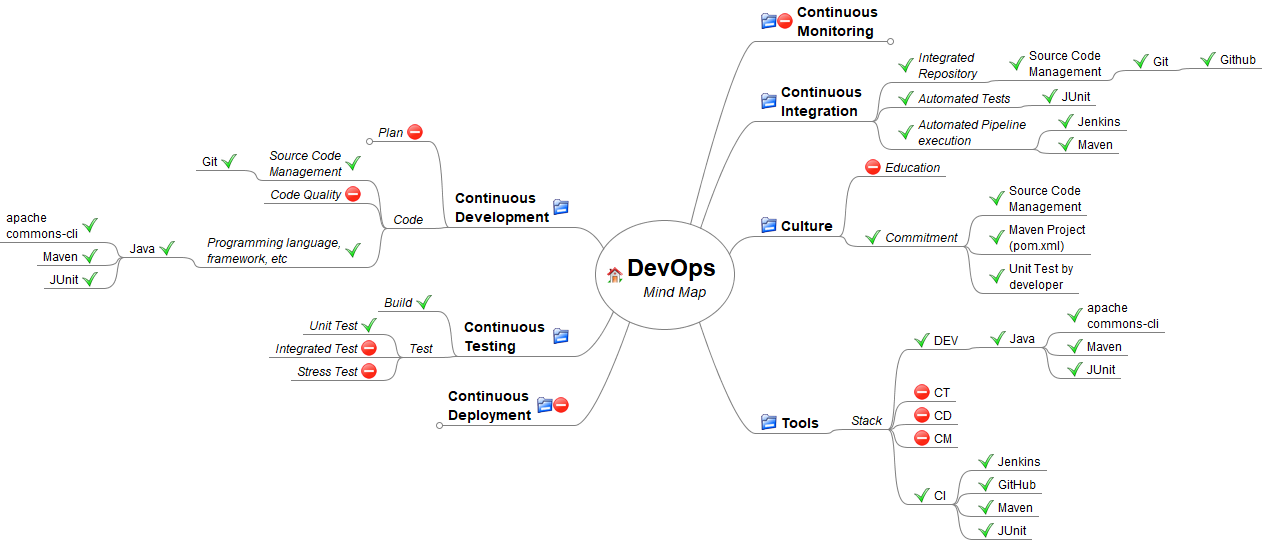 DevOps
Mind Map
Continuous
Monitoring
Continuous
Integration
Integrated
Repository
Source Code
Management
Git
Github
Automated Tests
JUnit
Automated Pipeline
execution
Jenkins
Maven
Culture
Education
Commitment
Source Code
Management
Maven Project
(pom.xml)
Unit Test by
developer
Tools
Stack
DEV
Java
apache
commons-cli
Maven
JUnit
CT
CD
CM
CI
Jenkins
GitHub
Maven
JUnit
Continuous
Development
Plan
Code
Source Code
Management
Git
Code Quality
Programming language,
framework, etc
Java
apache
commons-cli
Maven
JUnit
Continuous
Testing
Build
Test
Unit Test
Integrated Test
Stress Test
Continuous
Deployment